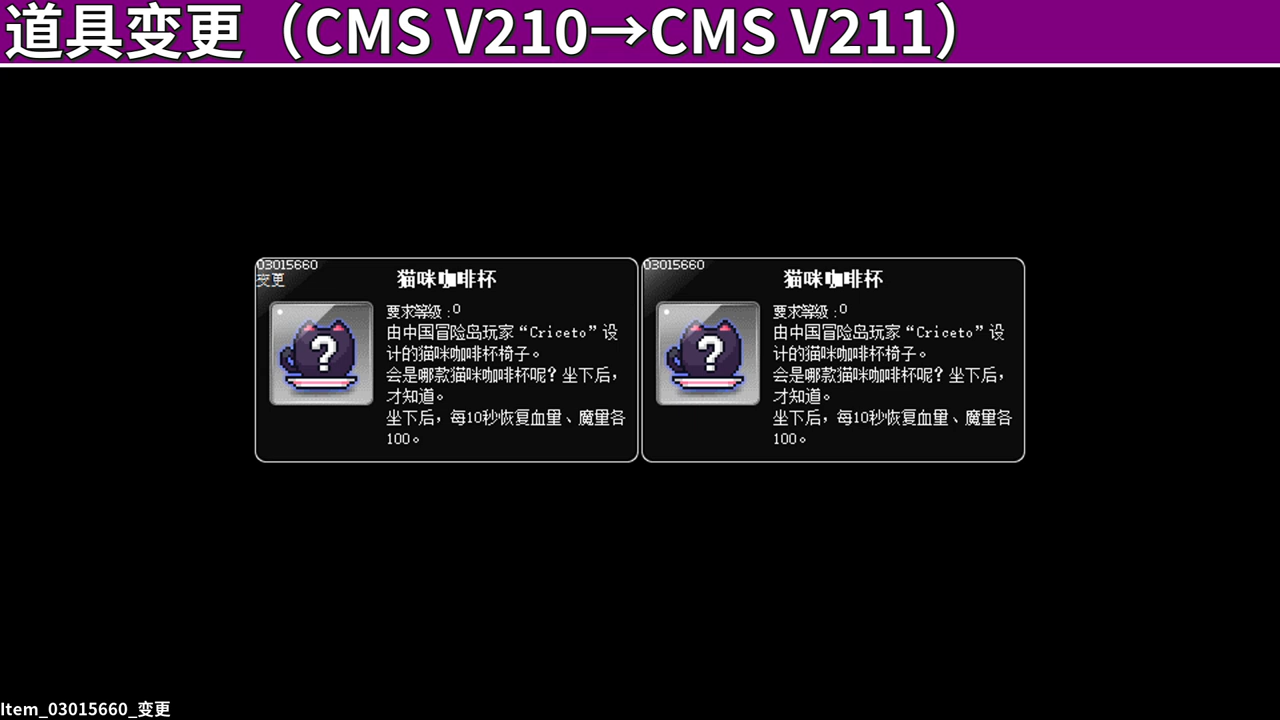 道具变更（CMS V210→CMS V211）
03015660
变更
猫咪咖啡杯
要求等级 : 0
由中国冒险岛玩家“Criceto”设
计的猫咪咖啡杯椅子。
会是哪款猫咪咖啡杯呢？坐下后，
才知道。
坐下后，每10秒恢复血量、魔量各
100。
03015660
猫咪咖啡杯
要求等级 : 0
由中国冒险岛玩家“Criceto”设
计的猫咪咖啡杯椅子。
会是哪款猫咪咖啡杯呢？坐下后，
才知道。
坐下后，每10秒恢复血量、魔量各
100。
Item_03015660_变更